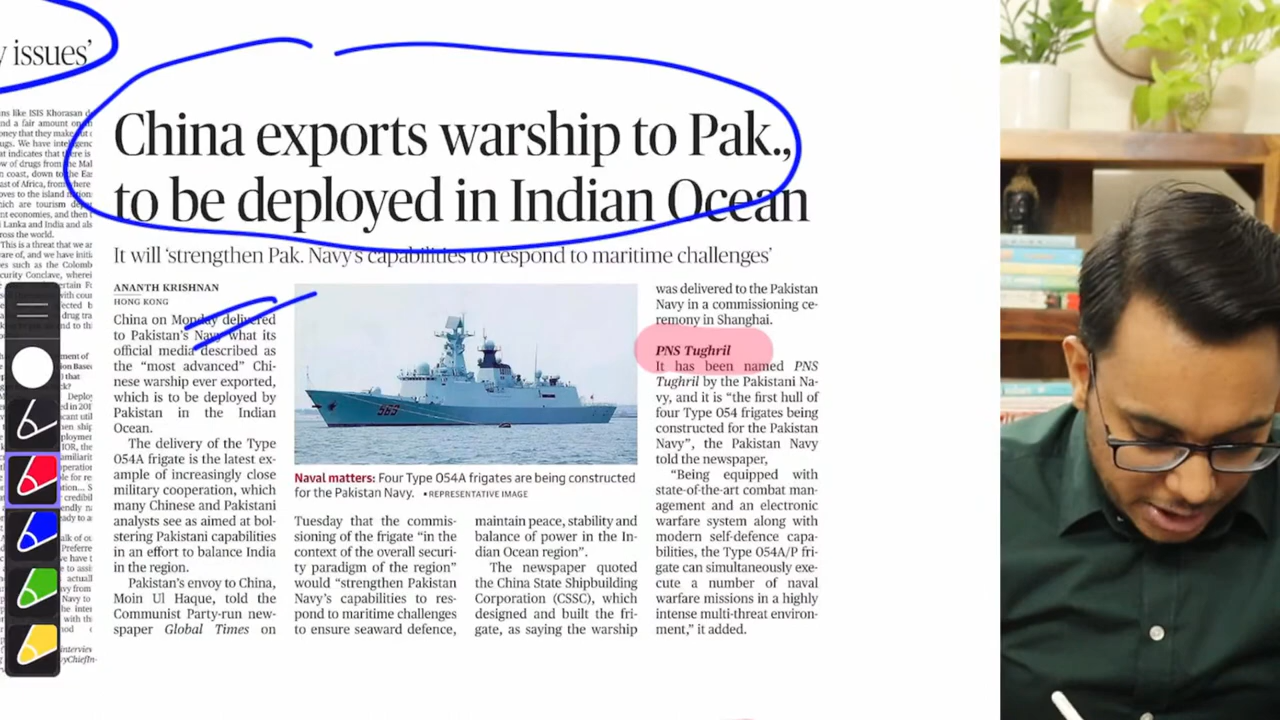 y issues’
ns like ISIS Khorasan
nd a fair amount on
China exports warship to Pak.,
to be deployed in Indian Ocean
It will ‘strengthen Pak. Navy’s capabilities to respond to maritime challenges’
ANANTH KRISHNAN
HONG KONG
China on Monday delivered
to Pakistan’s Navy what its
official media described as
the “most advanced” Chi-
nese warship ever exported,
which is to be deployed by
Pakistan in the Indian
Ocean.
The delivery of the Type
054A frigate is the latest ex-
ample of increasingly close
military cooperation, which
many Chinese and Pakistani
analysts see as aimed at bol-
stering Pakistani capabilities
in an effort to balance India
in the region.
Pakistan’s envoy to China,
Moin Ul Haque, told the
Communist Party-run new-
spaper Global Times on
569
Naval matters: Four Type 054A frigates are being constructed
for the Pakistan Navy. • REPRESENTATIVE IMAGE
Tuesday that the commis-
sioning of the frigate “in the
context of the overall securi-
ty paradigm of the region”
would “strengthen Pakistan
Navy’s capabilities to res-
pond to maritime challenges
to ensure seaward defence,
maintain peace, stability and
balance of power in the In-
dian Ocean region”.
The newspaper quoted
the China State Shipbuilding
Corporation (CSSC), which
designed and built the fri-
gate, as saying the warship
was delivered to the Pakistan
Navy in a commissioning ce-
remony in Shanghai.
PNS Tughril
It has been named PNS
Tughril by the Pakistani Na-
vy, and it is “the first hull of
four Type 054 frigates being
constructed for the Pakistan
Navy”, the Pakistan Navy
told the newspaper,
“Being equipped with
state-of-the-art combat man-
agement and an electronic
warfare system along with
modern self-defence capa-
bilities, the Type 054A/P fri-
gate can simultaneously exe-
cute a number of naval
warfare missions in a highly
intense multi-threat environ-
ment,” it added.